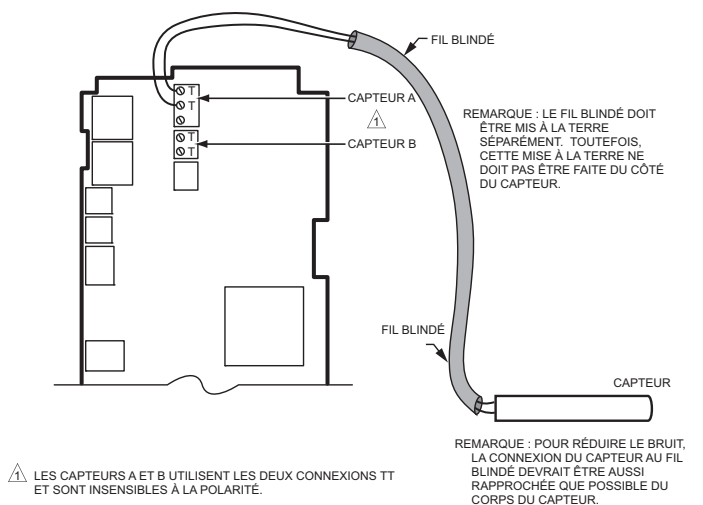 FIL BLINDÉ
T
CAPTEUR A
T
1
T
CAPTEUR B
T
REMARQUE : LE FIL BLINDÉ DOIT
ÊTRE MIS À LA TERRE
SÉPARÉMENT. TOUTEFOIS,
CETTE MISE À LA TERRE NE
DOIT PAS ÊTRE FAITE DU CÔTÉ
DU CAPTEUR.
FIL BLINDÉ
CAPTEUR
REMARQUE : POUR RÉDUIRE LE BRUIT,
LA CONNEXION DU CAPTEUR AU FIL
BLINDÉ DEVRAIT ÊTRE AUSSI
RAPPROCHÉE QUE POSSIBLE DU
CORPS DU CAPTEUR.
1 LES CAPTEURS A ET B UTILISENT LES DEUX CONNEXIONS TT
ET SONT INSENSIBLES À LA POLARITÉ.